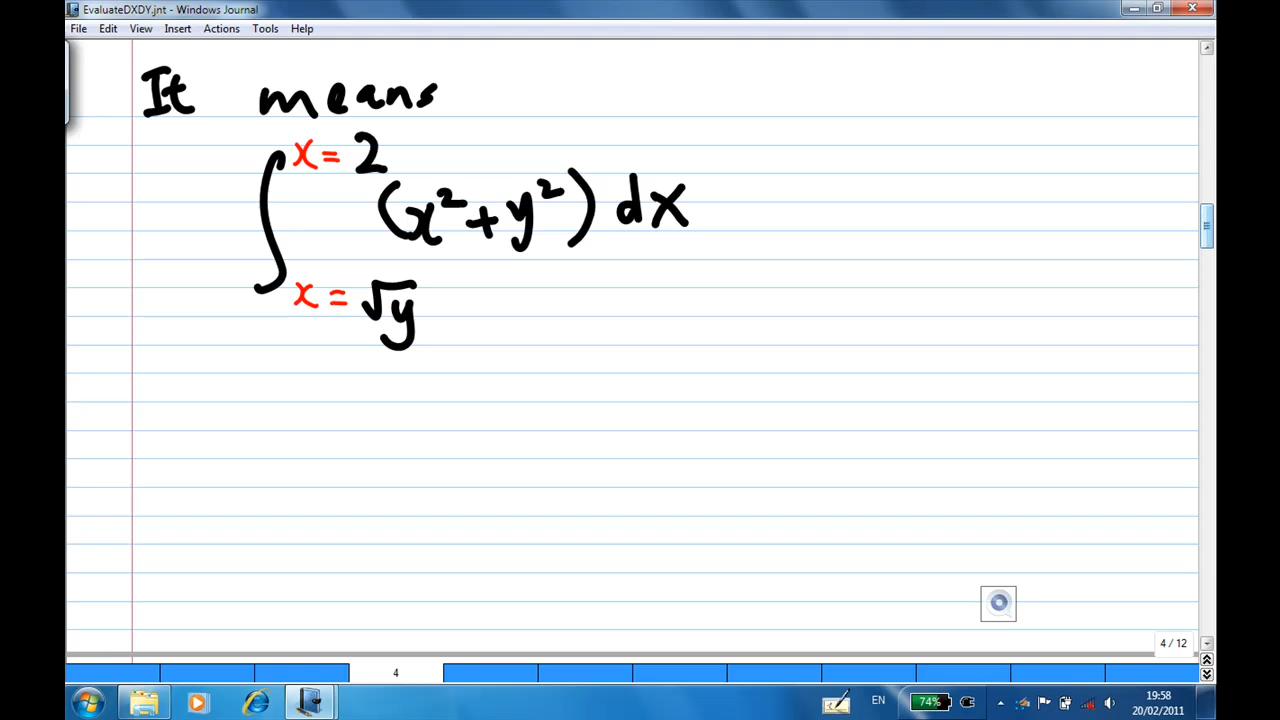 EvaluateDXDY.jnt - Windows Journal
File Edit View Insert Actions Tools Help
It means
x = 2
∫ (x² + y²) dx
x = √y
4 / 12
4
EN 74% 19:58
20/02/2011